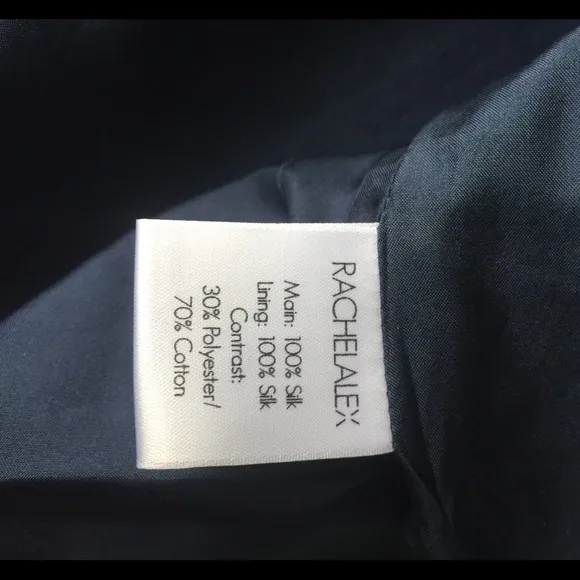 RACHELALEX
Main: 100% Silk
Lining: 100% Silk
Contrast:
30% Polyester/
70% Cotton